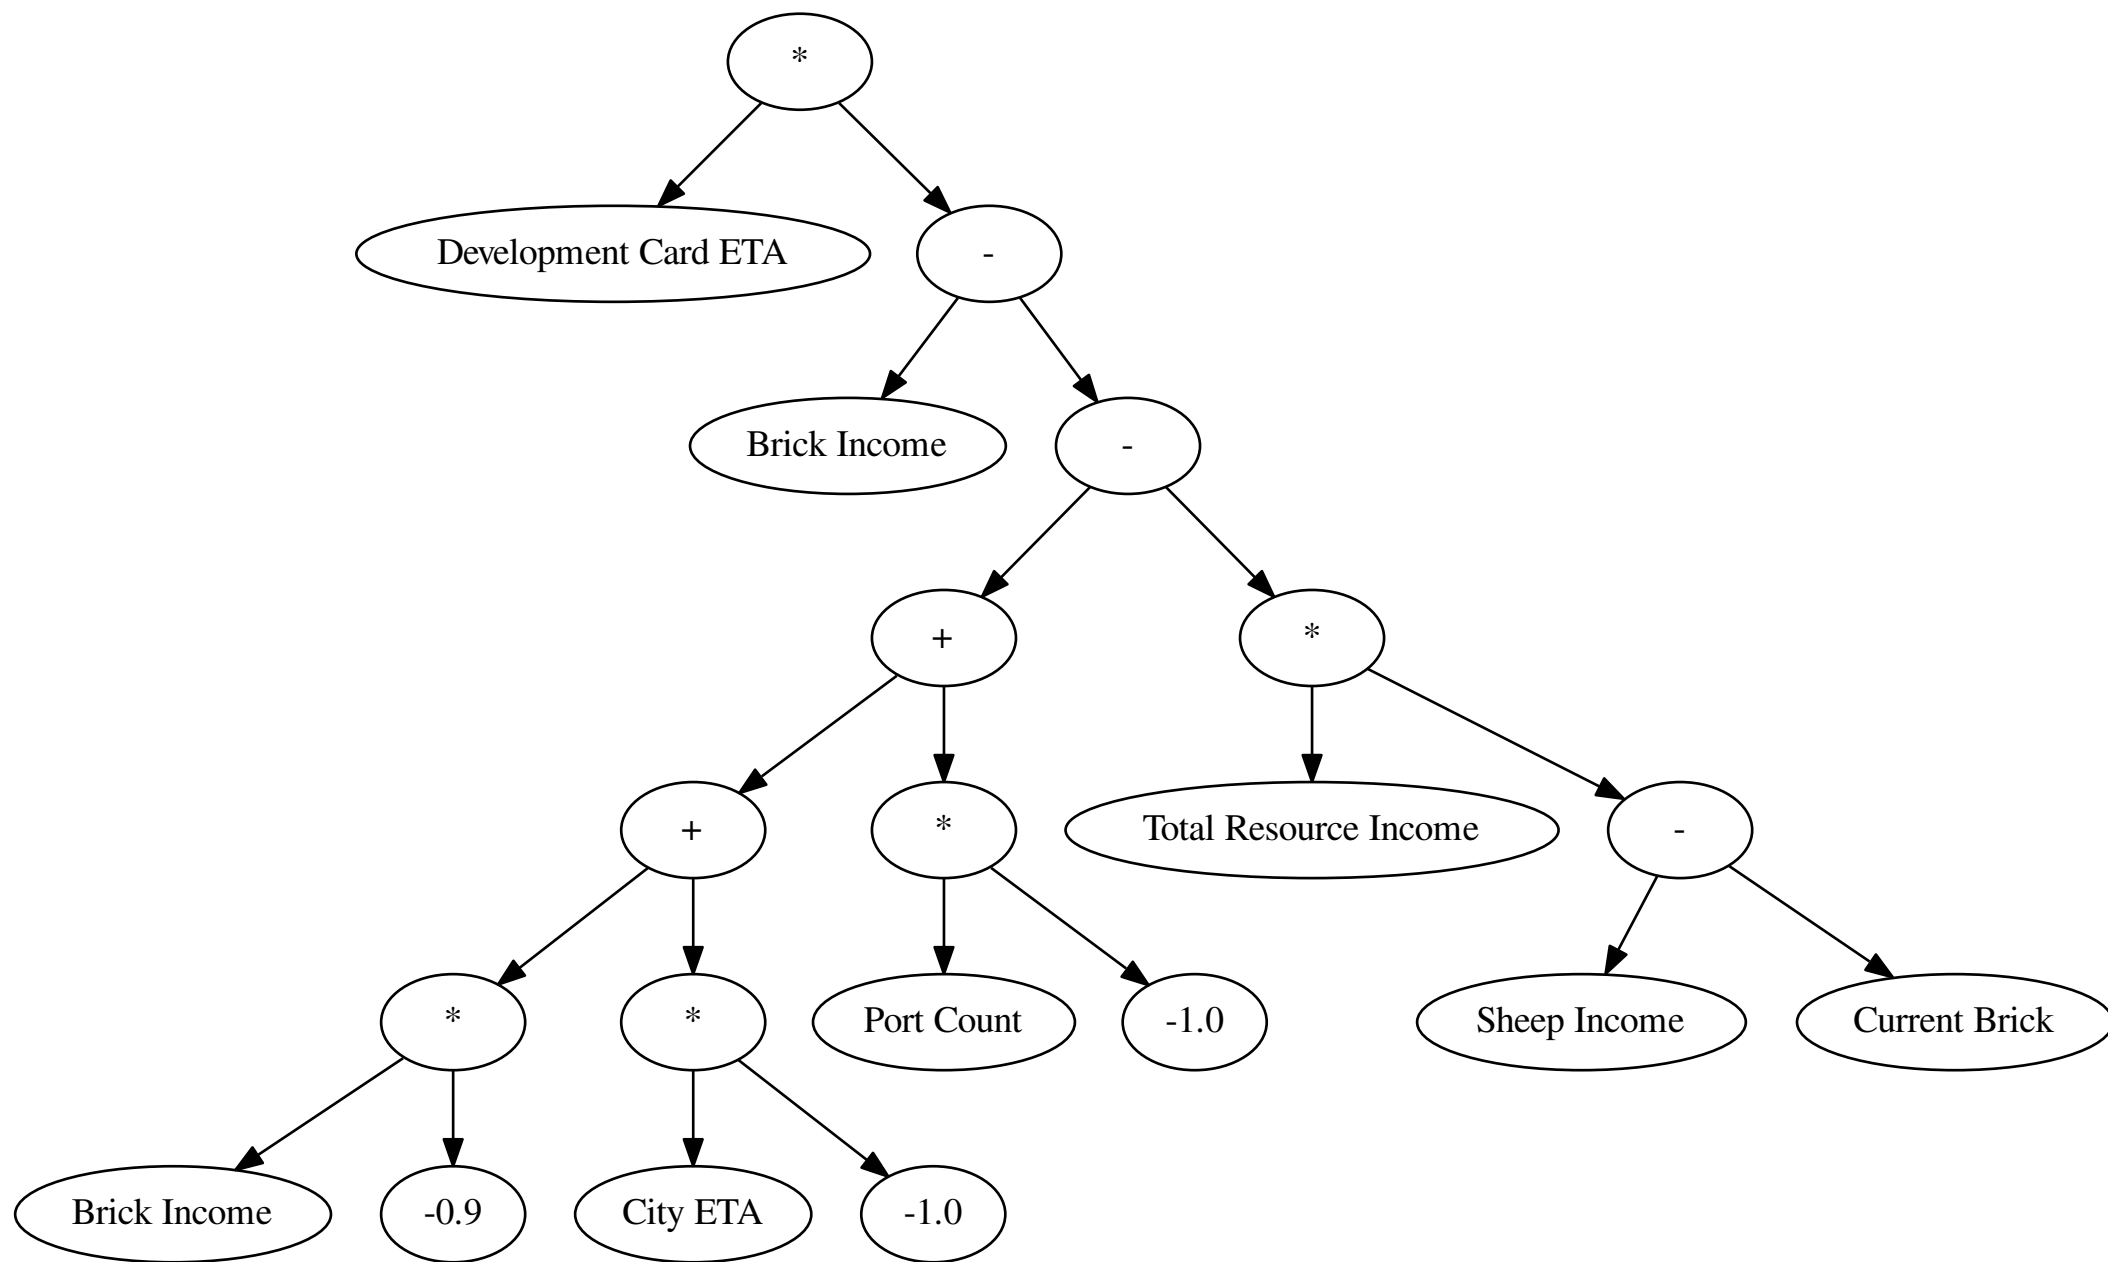 *
Development Card ETA
-
Brick Income
-
+
*
+
*
Total Resource Income
-
*
*
Port Count
-1.0
Sheep Income
Current Brick
Brick Income
-0.9
City ETA
-1.0